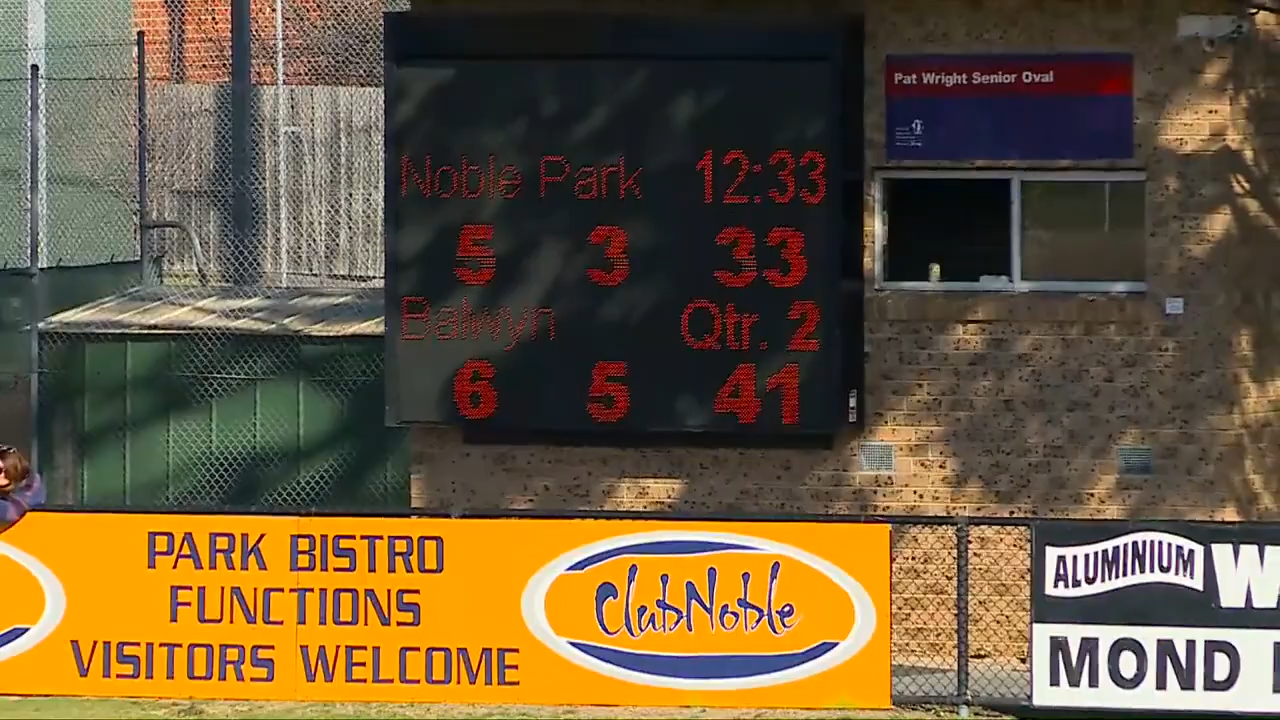 Pat Wright Senior Oval
Noble Park 12:33
5 3 33
Balwyn Qtr. 2
6 5 41
PARK BISTRO
FUNCTIONS
VISITORS WELCOME
ClubNoble
ALUMINIUM W
MOND